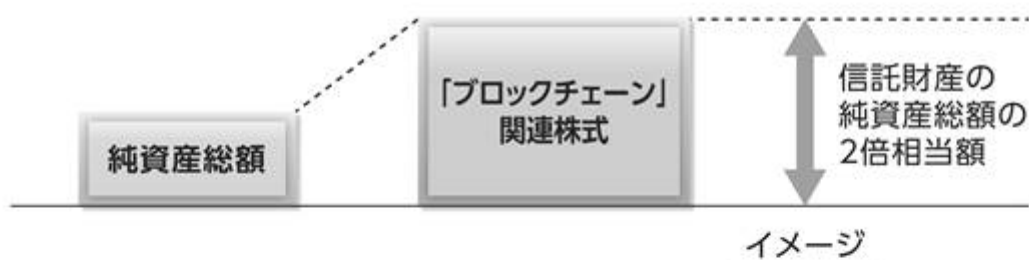 純資産総額
「ブロックチェーン」
関連株式
信託財産の
純資産総額の
2倍相当額
イメージ